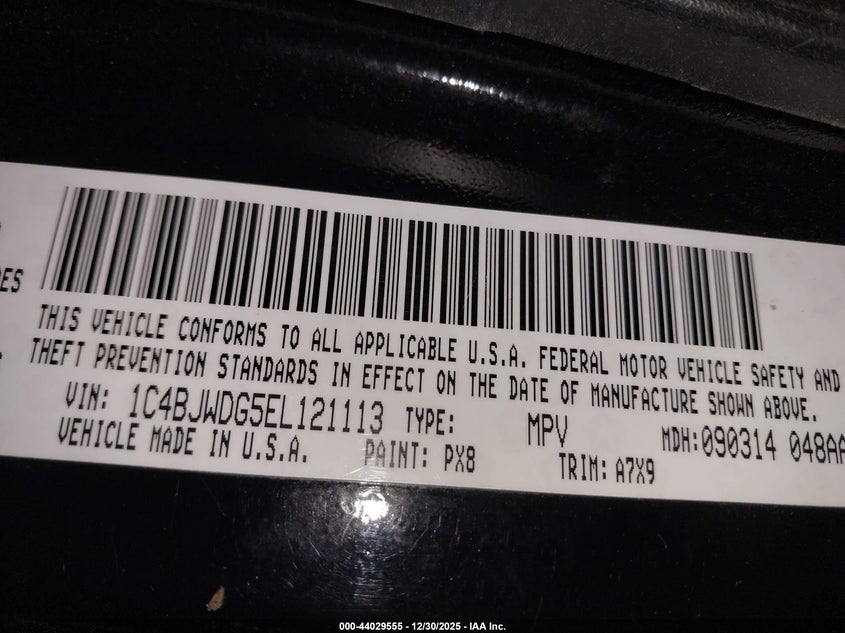 ES
THIS VEHICLE CONFORMS TO ALL APPLICABLE U.S.A. FEDERAL MOTOR VEHICLE SAFETY AND
THEFT PREVENTION STANDARDS IN EFFECT ON THE DATE OF MANUFACTURE SHOWN ABOVE.
VIN: 1C4BJWDG5EL121113 TYPE: MPV MDH:090314 048AA
VEHICLE MADE IN U.S.A. PAINT: PX8 TRIM: A7X9
000-44029555 - 12/30/2025 - IAA Inc.